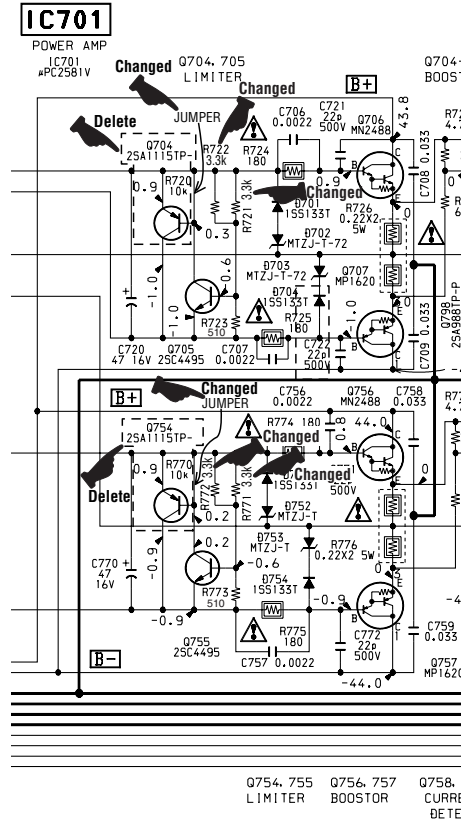 IC701
POWER AMP
IC701
μPC2581V
Q704, 705
LIMITER
Changed
Changed
B+
Q704-
BOOS
Delete
JUMPER
C706
0.0022
C721
22p
500V
Q706
MN2488
43.8
Q704
2SA1115TP-
R722
3.3k
R724
180
C708 0.033
R720
10k
0.9
R721 3.3k
Changed
0.9
B
C
E
D701
1SS133T
R726
0.22X2
5W
0
0.3
D702
MTZJ-T-72
D703
MTZJ-T-72
Q707
MP1620
0.6
D704
1SS133T
-1.0
-1.0
R723
510
R725
180
-1.0
Q798
2SA988TP-P
C720
47 16V
Q705
2SC4495
C707
0.0022
C722
22p
500V
B
E
C
C709 0.033
Changed
JUMPER
B+
C756
0.0022
Q756
MN2488
C758
0.033
Q754
2SA1115TP-
R774 180
0.8
44.0
Changed
0.9
R770
10k
R772 3.3k
R771 3.3k
Changed
500V
B
C
E
0
Delete
0.2
D752
MTZJ-T
0.2
D753
MTZJ-T
R776
0.22X2 5W
C770
47
16V
-0.9
-0.6
D754
1SS133T
0
E
R773
510
-0.9
-0.9
B
C
Q755
2SC4495
R775
180
C772
22p
500V
C759
0.033
B-
C757 0.0022
Q757
MP1620
-44.0
Q754, 755
LIMITER
Q756, 757
BOOSTOR
Q758,
CURRE
DETE